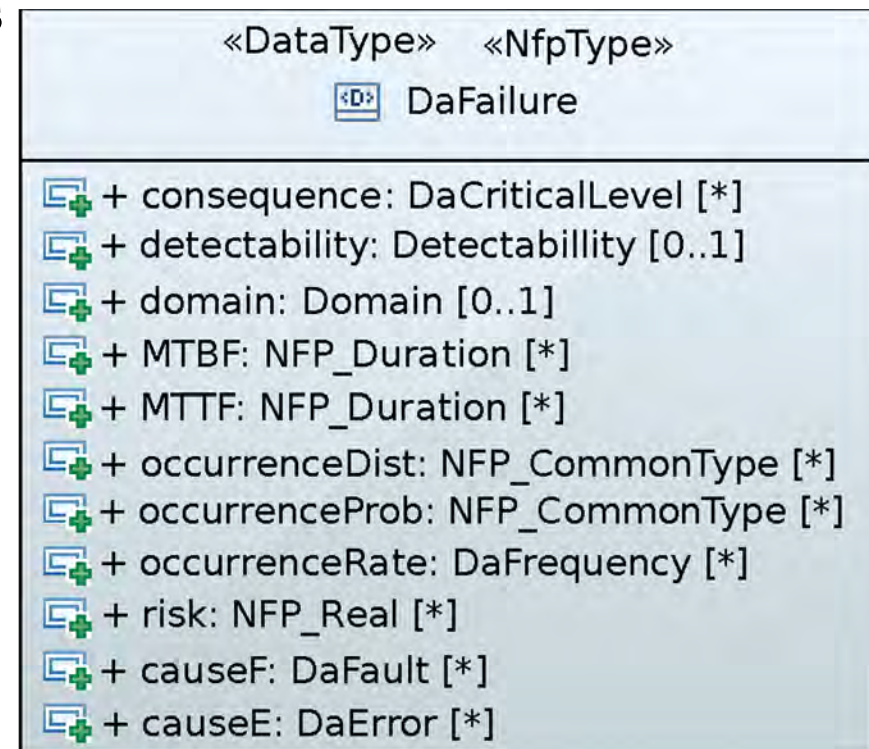 «DataType» «NfpType»
<D> DaFailure
+ consequence: DaCriticalLevel [*]
+ detectability: Detectabillity [0..1]
+ domain: Domain [0..1]
+ MTBF: NFP_Duration [*]
+ MTTF: NFP_Duration [*]
+ occurrenceDist: NFP_CommonType [*]
+ occurrenceProb: NFP_CommonType [*]
+ occurrenceRate: DaFrequency [*]
+ risk: NFP_Real [*]
+ causeF: DaFault [*]
+ causeE: DaError [*]